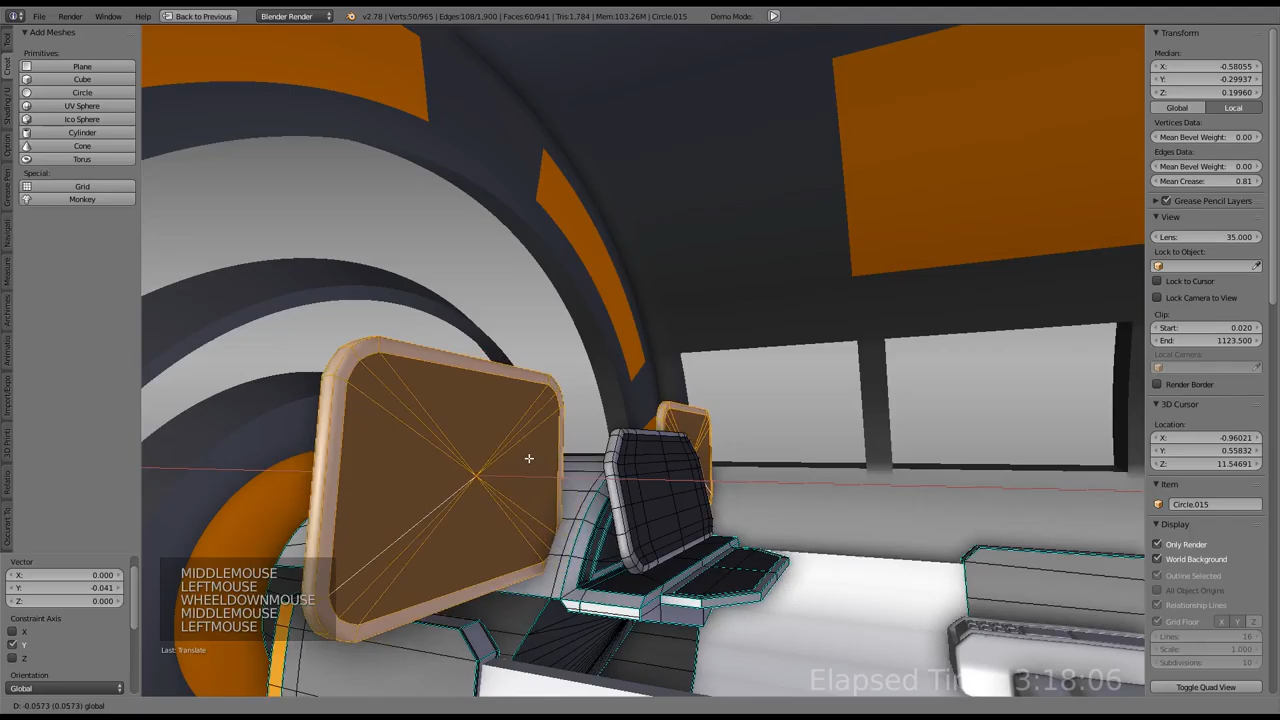 File Render Window Help Back to Previous Blender Render v2.78 | Verts:50/965 | Edges:108/1,900 | Faces:60/941 | Tris:1,784 | Mem:103.26M | Circle.015 Demo Mode:
Add Meshes
Primitives:
Plane
Cube
Circle
UV Sphere
Ico Sphere
Cylinder
Cone
Torus
Special:
Grid
Monkey
Vector
X: 0.000
Y: -0.041
Z: 0.000
Constraint Axis
X
Y
Z
Orientation
Global
MIDDLEMOUSE
LEFTMOUSE
WHEELDOWNMOUSE
MIDDLEMOUSE
LEFTMOUSE
Last: Translate
D: -0.0573 (0.0573) global
Transform
Median:
X: -0.58055
Y: -0.29937
Z: 0.19960
Global Local
Vertices Data:
Mean Bevel Weight: 0.00
Edges Data:
Mean Bevel Weight: 0.00
Mean Crease: 0.81
Grease Pencil Layers
View
Lens: 35.000
Lock to Object:
Lock to Cursor
Lock Camera to View
Clip:
Start: 0.020
End: 1123.500
Local Camera:
Render Border
3D Cursor
Location:
X: -0.96021
Y: 0.55832
Z: 11.54691
Item
Circle.015
Display
Only Render
World Background
Outline Selected
All Object Origins
Relationship Lines
Grid Floor X Y Z
Lines: 16
Scale: 1.000
Subdivisions: 10
Toggle Quad View
Elapsed 3:18:06